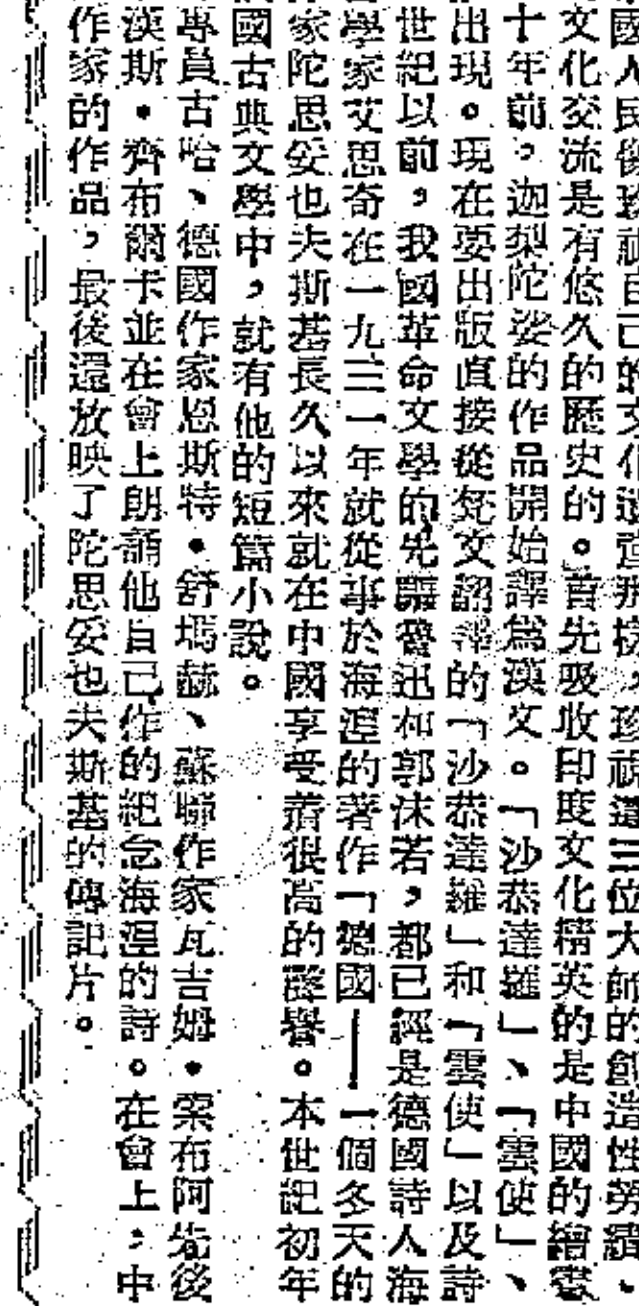 國人民像珍視自己的文化遺產那樣，珍視這三位大師的創造性勞績、
文化交流是有悠久的歷史的。首先吸收印度文化精英的是中國的繪畫
十年前，迦梨陀娑的作品開始譯爲漢文。「沙恭達羅」、「雲使」、
出現。現在要出版直接從梵文翻譯的「沙恭達羅」和「雲使」以及詩
世紀以前，我國革命文學的先驅魯迅和郭沫若，都已經是德國詩人海
學家艾思奇在一九三一年就從事於海涅的著作「德國——一個冬天的
家陀思妥也夫斯基長久以來就在中國享受着很高的聲譽。本世紀初年
國古典文學中，就有他的短篇小說。
專員古哈、德國作家恩斯特・舒瑪赫、蘇聯作家瓦吉姆・索布阿先後
漢斯・齊布爾卡並在會上朗誦他自己作的紀念海涅的詩。在會上，中
作家的作品，最後還放映了陀思妥也夫斯基的傳記片。